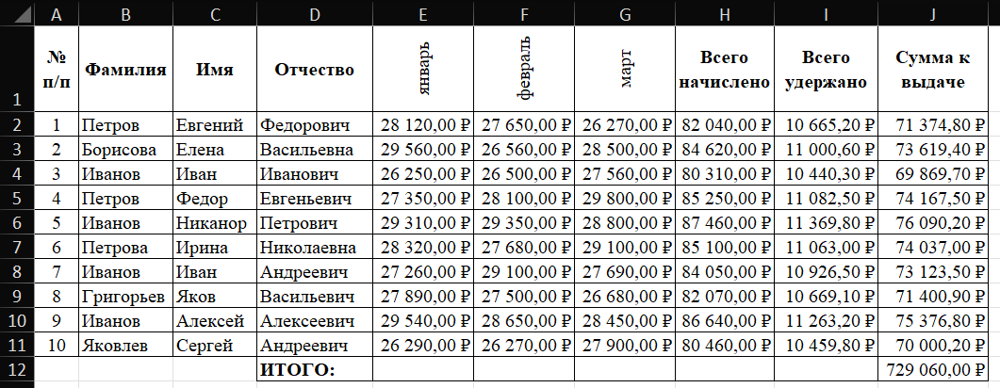 A B C D E F G H I J
1 № п/п Фамилия Имя Отчество январь февраль март Всего начислено Всего удержано Сумма к выдаче
2 1 Петров Евгений Федорович 28 120,00 ₽ 27 650,00 ₽ 26 270,00 ₽ 82 040,00 ₽ 10 665,20 ₽ 71 374,80 ₽
3 2 Борисова Елена Васильевна 29 560,00 ₽ 26 560,00 ₽ 28 500,00 ₽ 84 620,00 ₽ 11 000,60 ₽ 73 619,40 ₽
4 3 Иванов Иван Иванович 26 250,00 ₽ 26 500,00 ₽ 27 560,00 ₽ 80 310,00 ₽ 10 440,30 ₽ 69 869,70 ₽
5 4 Петров Федор Евгеньевич 27 350,00 ₽ 28 100,00 ₽ 29 800,00 ₽ 85 250,00 ₽ 11 082,50 ₽ 74 167,50 ₽
6 5 Иванов Никанор Петрович 29 310,00 ₽ 29 350,00 ₽ 28 800,00 ₽ 87 460,00 ₽ 11 369,80 ₽ 76 090,20 ₽
7 6 Петрова Ирина Николаевна 28 320,00 ₽ 27 680,00 ₽ 29 100,00 ₽ 85 100,00 ₽ 11 063,00 ₽ 74 037,00 ₽
8 7 Иванов Иван Андреевич 27 260,00 ₽ 29 100,00 ₽ 27 690,00 ₽ 84 050,00 ₽ 10 926,50 ₽ 73 123,50 ₽
9 8 Григорьев Яков Васильевич 27 890,00 ₽ 27 500,00 ₽ 26 680,00 ₽ 82 070,00 ₽ 10 669,10 ₽ 71 400,90 ₽
10 9 Иванов Алексей Алексеевич 29 540,00 ₽ 28 650,00 ₽ 28 450,00 ₽ 86 640,00 ₽ 11 263,20 ₽ 75 376,80 ₽
11 10 Яковлев Сергей Андреевич 26 290,00 ₽ 26 270,00 ₽ 27 900,00 ₽ 80 460,00 ₽ 10 459,80 ₽ 70 000,20 ₽
12 ИТОГО: 729 060,00 ₽